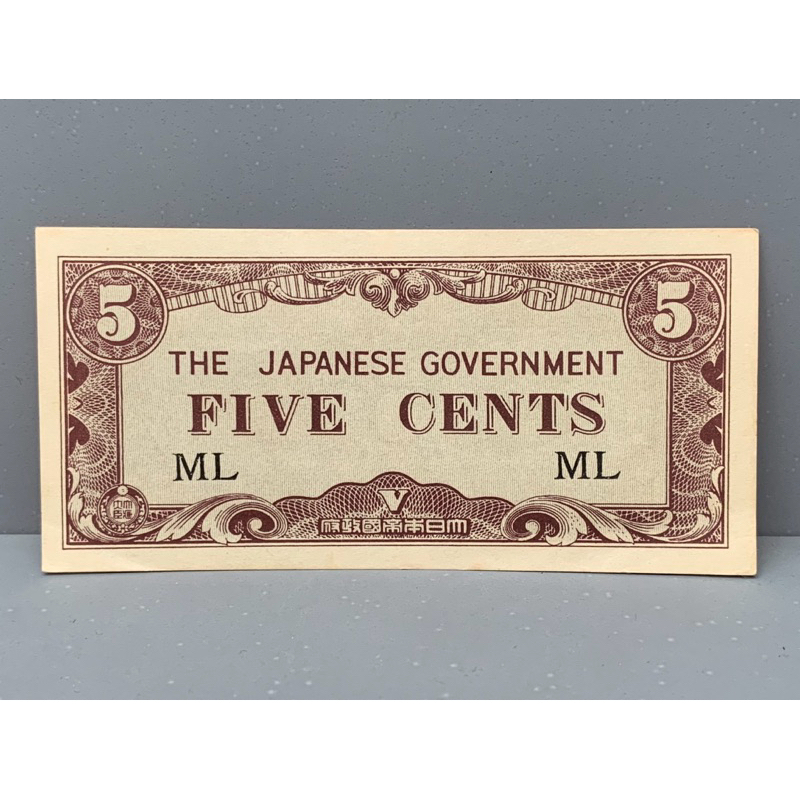 5 5
THE JAPANESE GOVERNMENT
FIVE CENTS
ML ML
V
府政國帝本日大